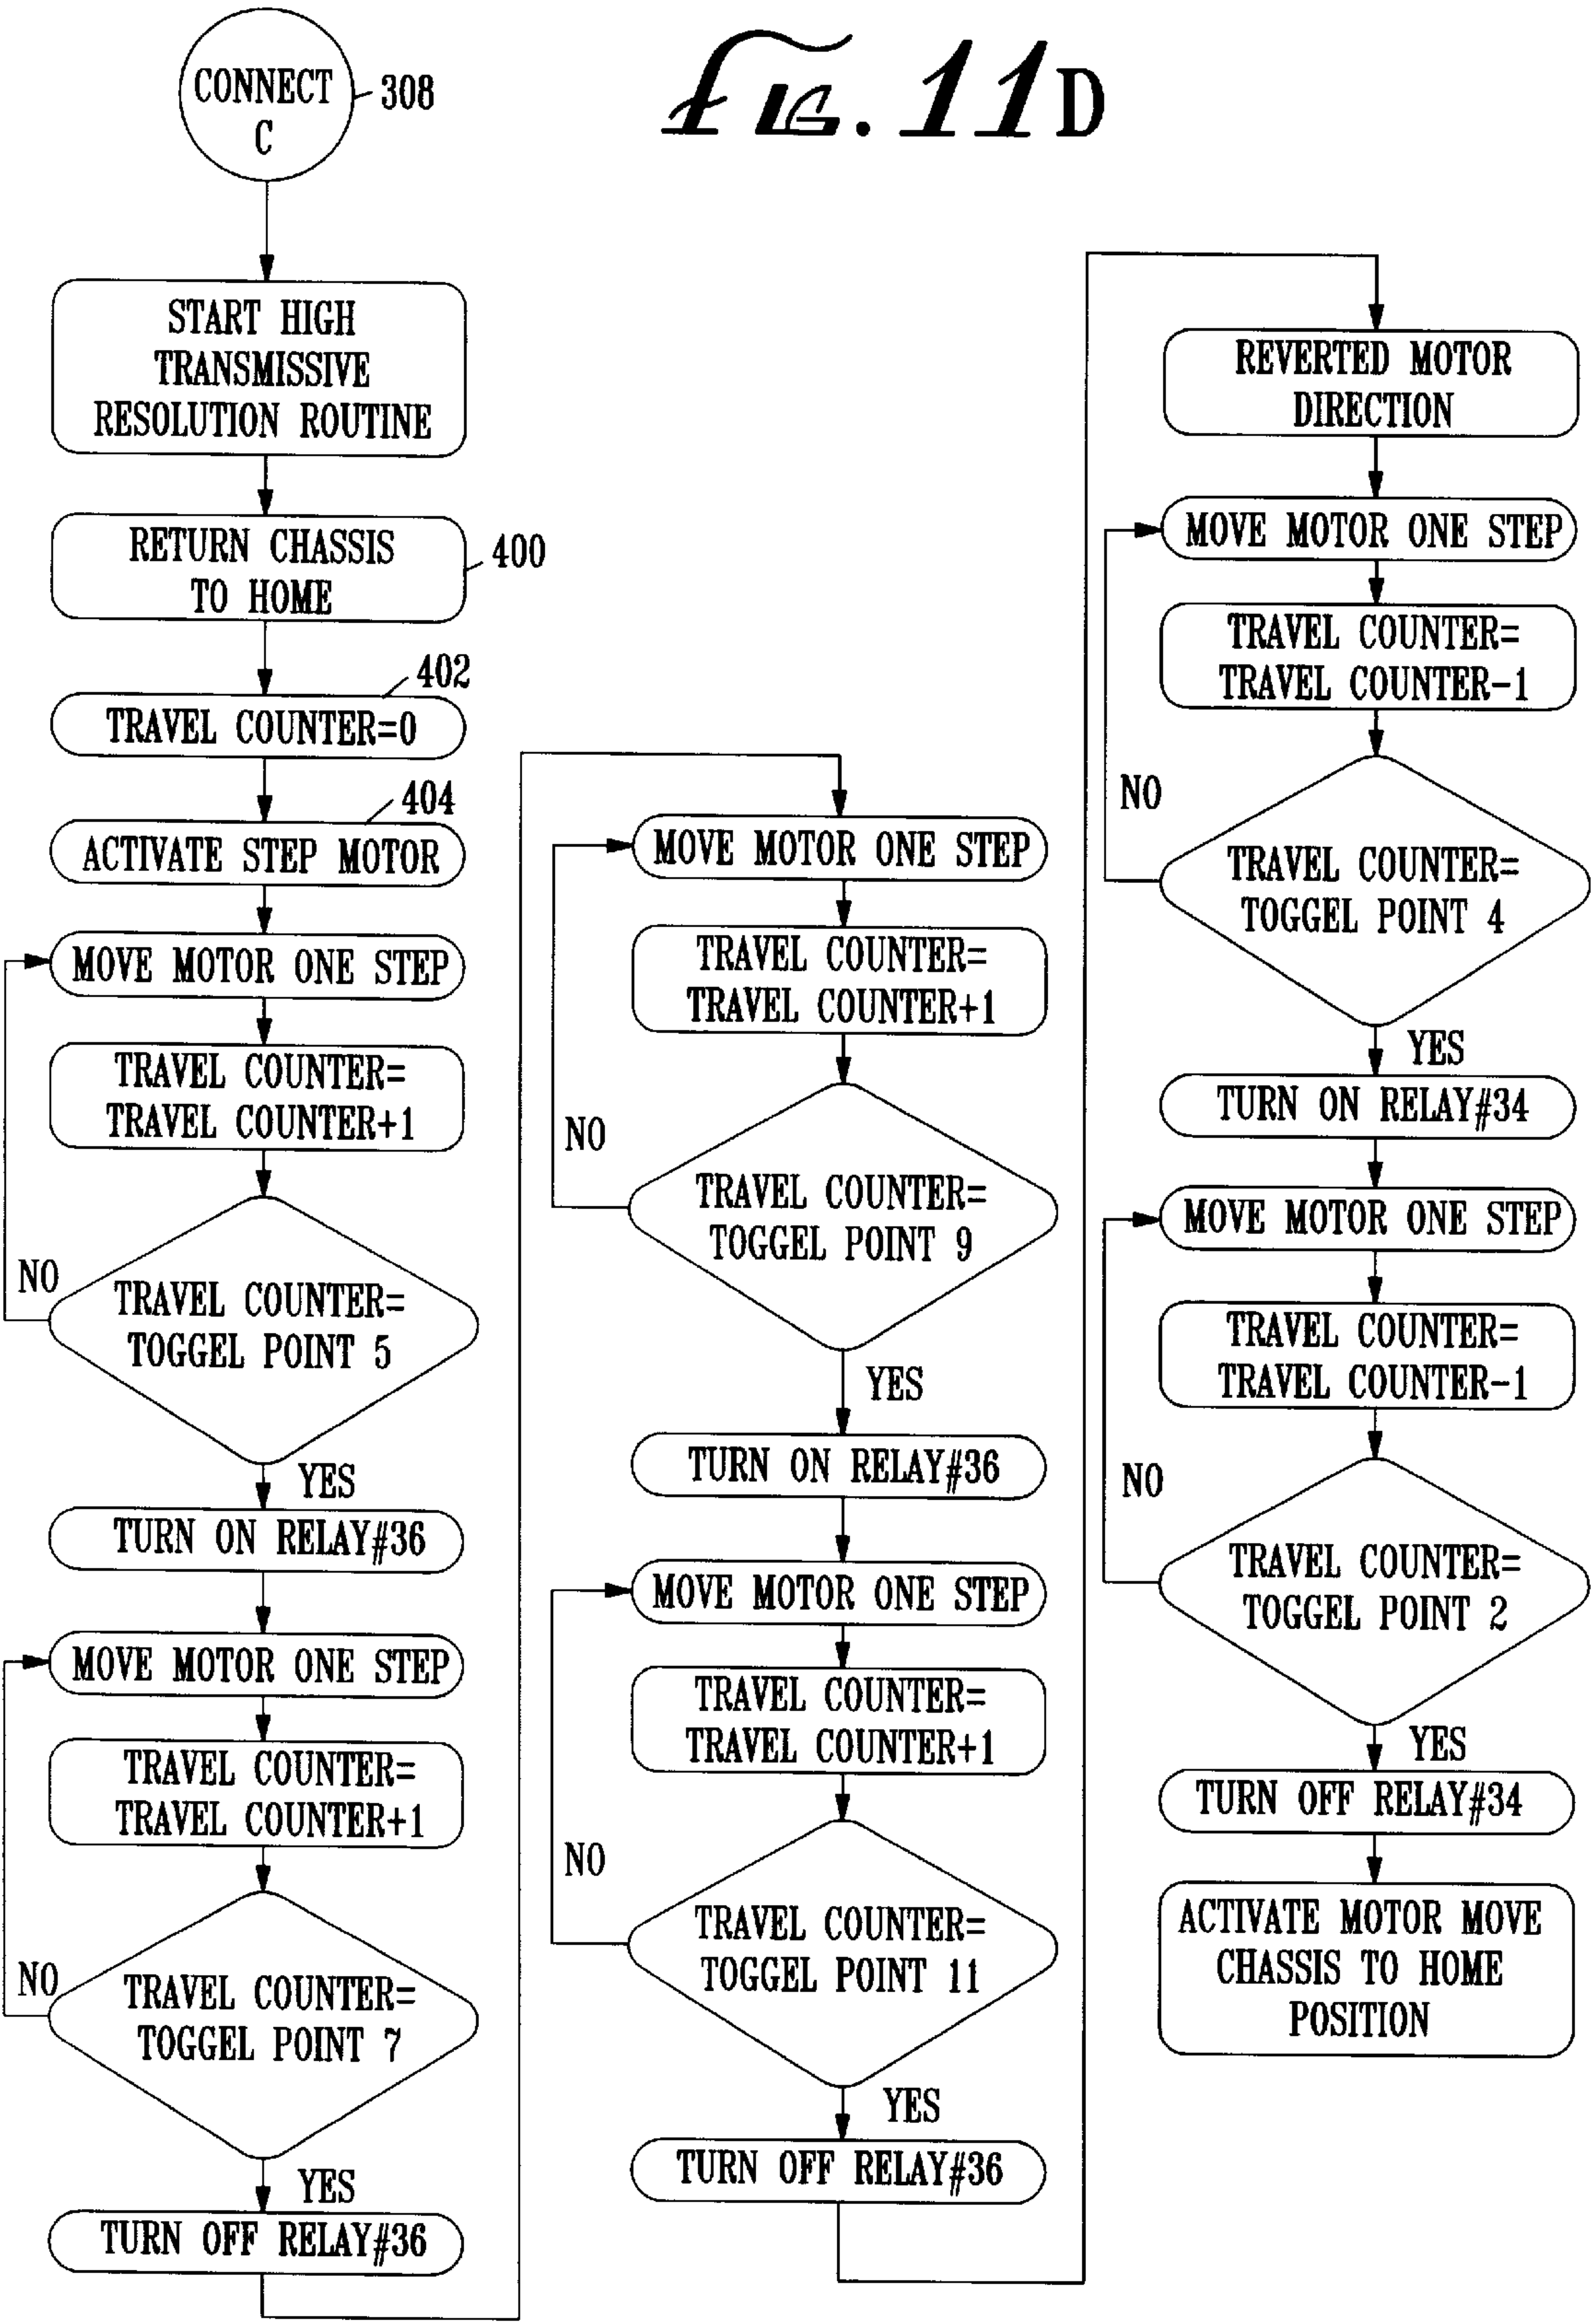 FIG. 11D
CONNECT
C
308
START HIGH
TRANSMISSIVE
RESOLUTION ROUTINE
RETURN CHASSIS
TO HOME
400
402
TRAVEL COUNTER=0
404
ACTIVATE STEP MOTOR
MOVE MOTOR ONE STEP
TRAVEL COUNTER=
TRAVEL COUNTER+1
NO
TRAVEL COUNTER=
TOGGEL POINT 5
YES
TURN ON RELAY#36
MOVE MOTOR ONE STEP
TRAVEL COUNTER=
TRAVEL COUNTER+1
NO
TRAVEL COUNTER=
TOGGEL POINT 7
YES
TURN OFF RELAY#36
MOVE MOTOR ONE STEP
TRAVEL COUNTER=
TRAVEL COUNTER+1
NO
TRAVEL COUNTER=
TOGGEL POINT 9
YES
TURN ON RELAY#36
MOVE MOTOR ONE STEP
TRAVEL COUNTER=
TRAVEL COUNTER+1
NO
TRAVEL COUNTER=
TOGGEL POINT 11
YES
TURN OFF RELAY#36
REVERTED MOTOR
DIRECTION
MOVE MOTOR ONE STEP
TRAVEL COUNTER=
TRAVEL COUNTER-1
NO
TRAVEL COUNTER=
TOGGEL POINT 4
YES
TURN ON RELAY#34
MOVE MOTOR ONE STEP
TRAVEL COUNTER=
TRAVEL COUNTER-1
NO
TRAVEL COUNTER=
TOGGEL POINT 2
YES
TURN OFF RELAY#34
ACTIVATE MOTOR MOVE
CHASSIS TO HOME
POSITION